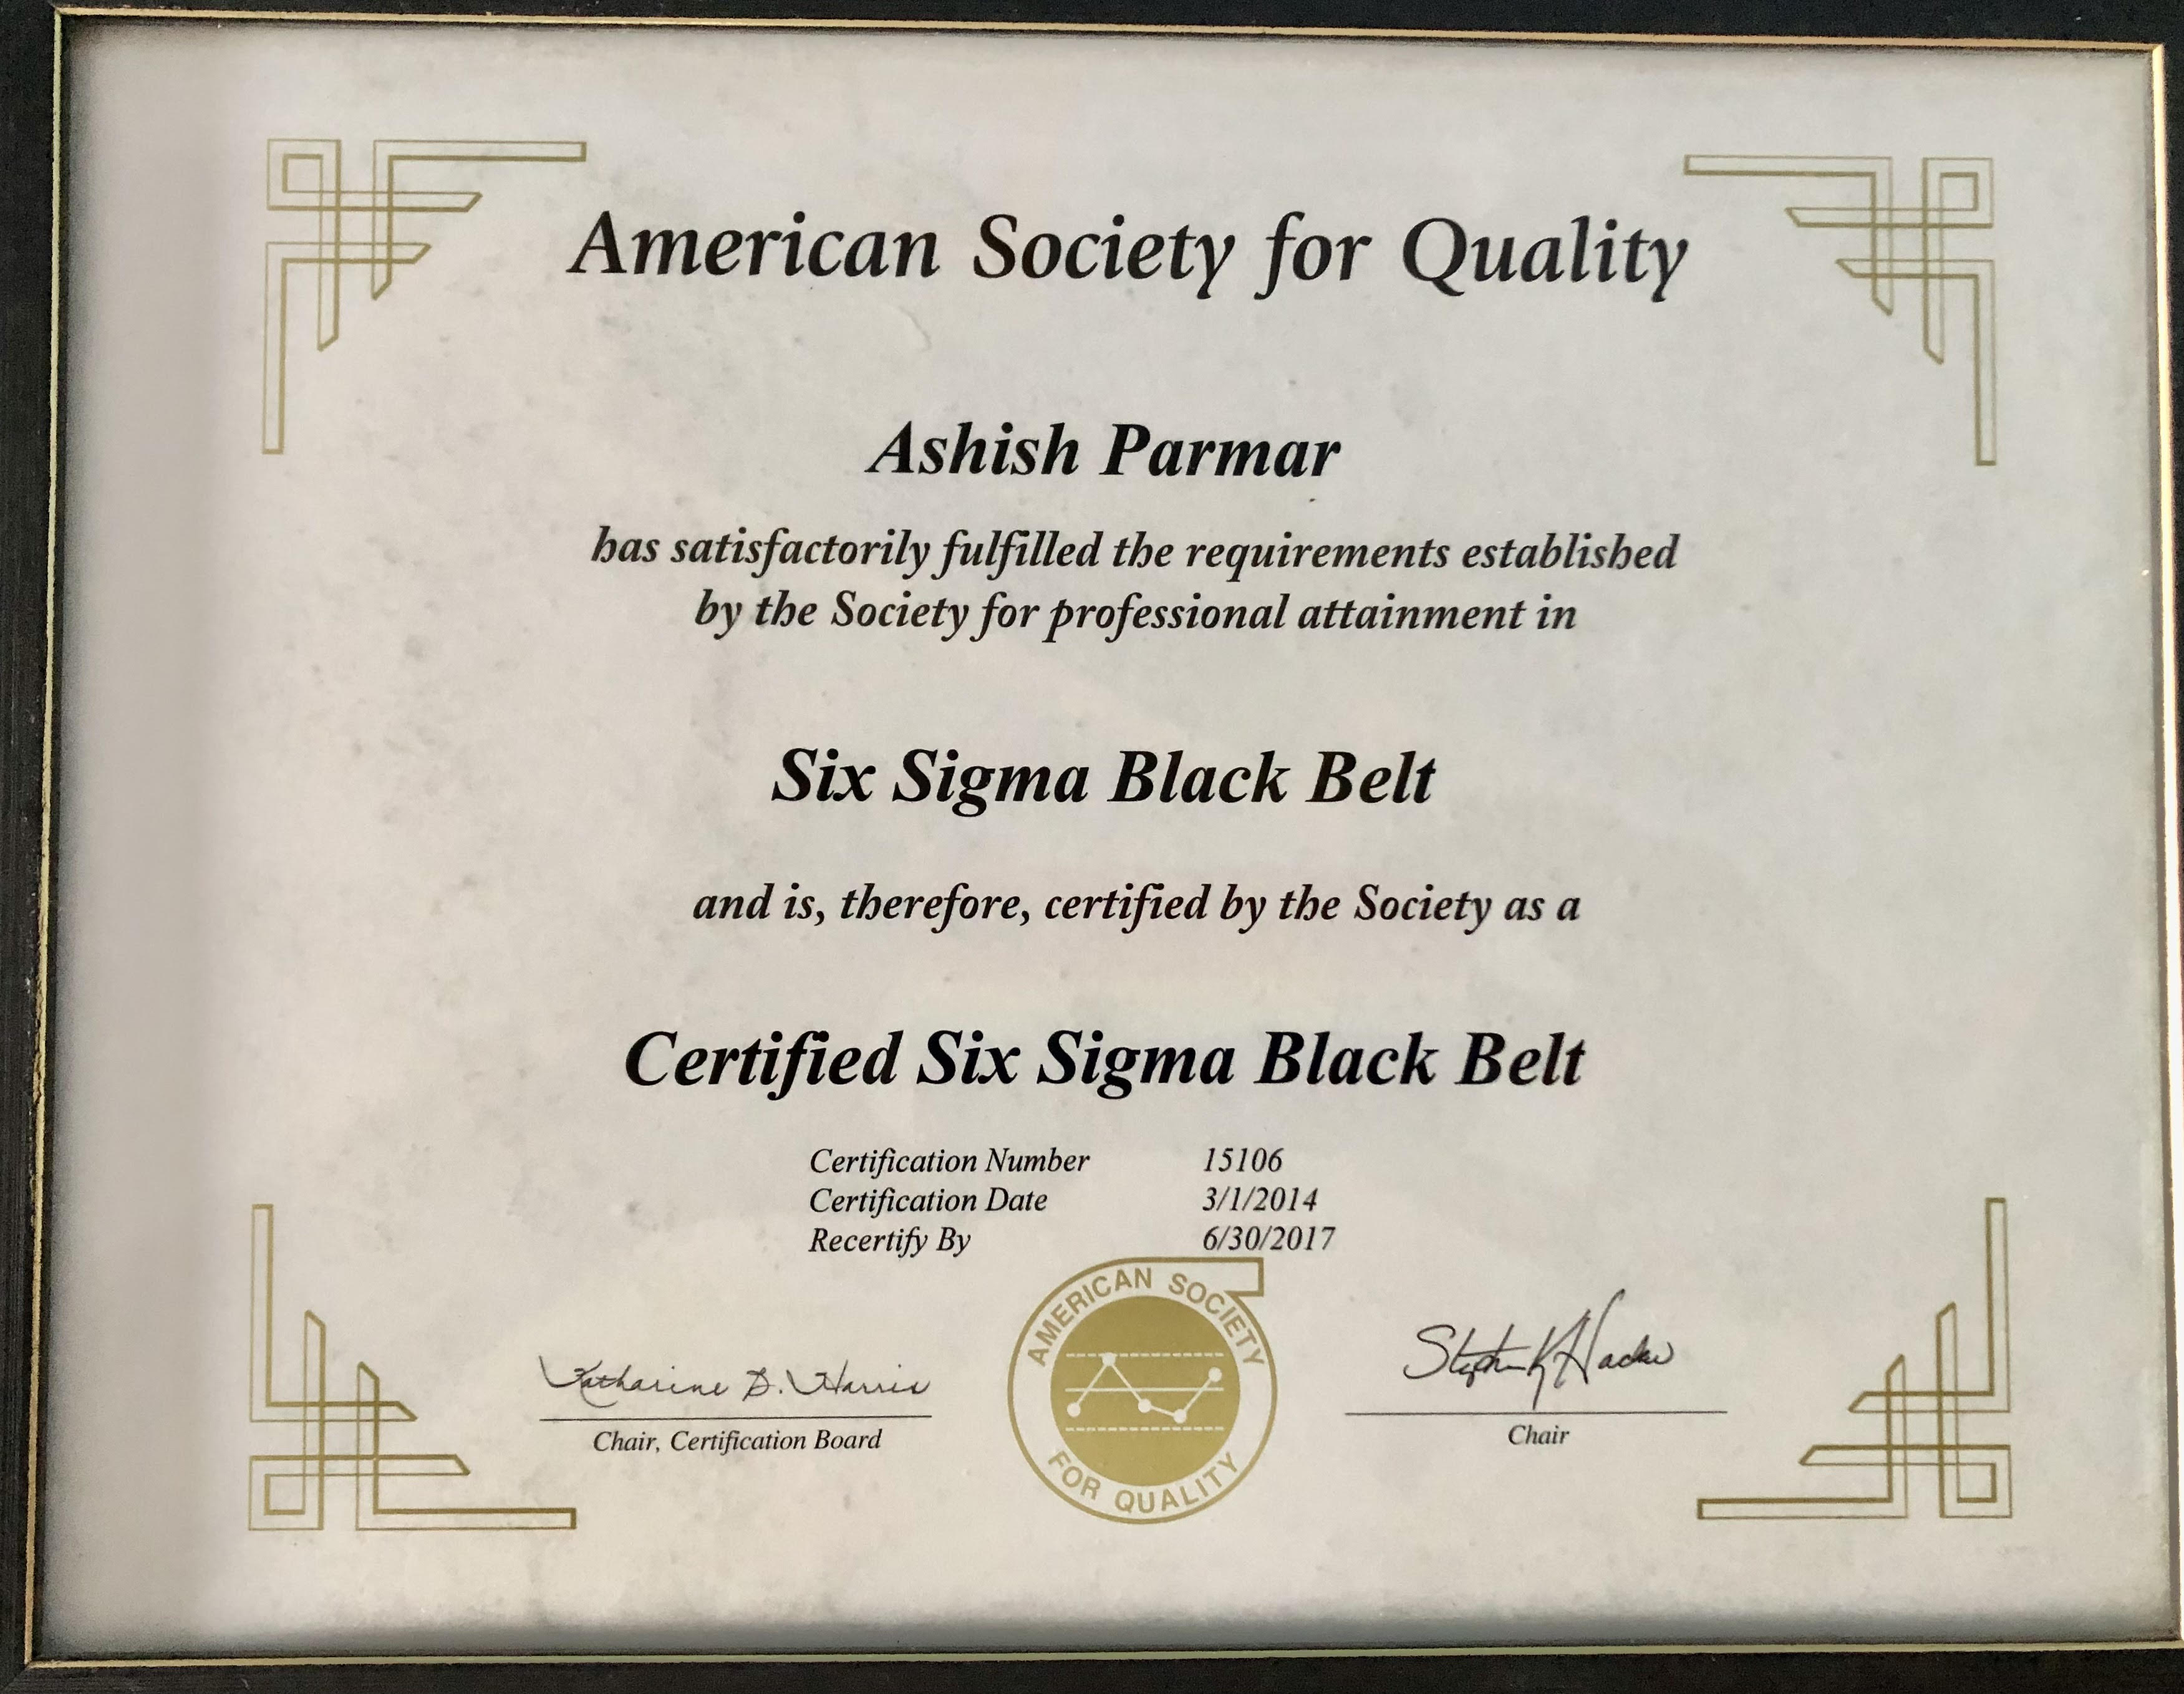 American Society for Quality
Ashish Parmar
has satisfactorily fulfilled the requirements established
by the Society for professional attainment in
Six Sigma Black Belt
and is, therefore, certified by the Society as a
Certified Six Sigma Black Belt
Certification Number 15106
Certification Date 3/1/2014
Recertify By 6/30/2017
AMERICAN SOCIETY
FOR QUALITY
Katharine D. Harris
Chair, Certification Board
Stephen K Hacker
Chair